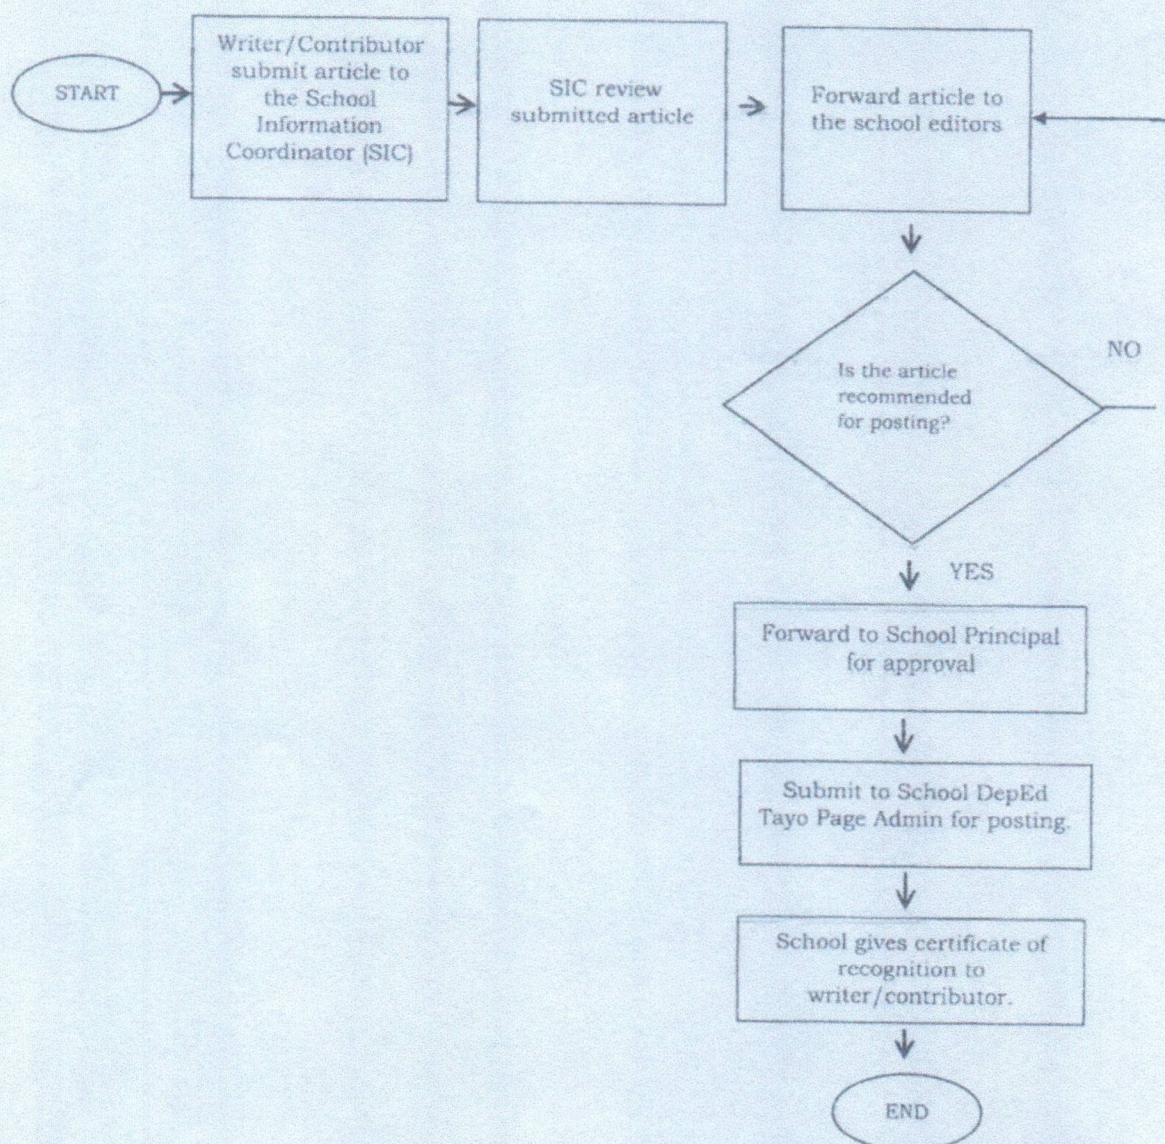 START
Writer/Contributor
submit article to
the School
Information
Coordinator (SIC)
SIC review
submitted article
Forward article to
the school editors
Is the article
recommended
for posting?
NO
YES
Forward to School Principal
for approval
Submit to School DepEd
Tayo Page Admin for posting.
School gives certificate of
recognition to
writer/contributor.
END